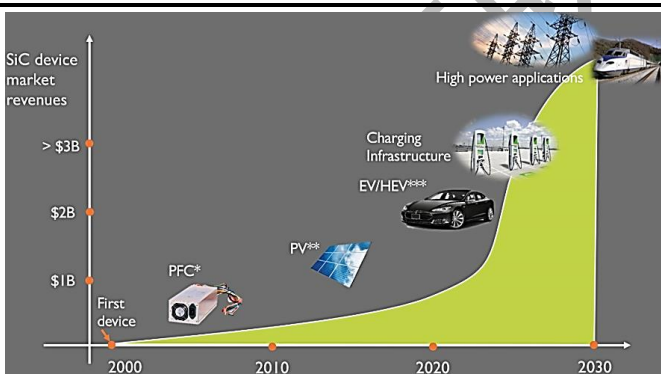 SiC device
market
revenues
High power applications
> $3B
Charging
Infrastructure
EV/HEV***
$2B
PV**
PFC*
$1B
First
device
2000
2010
2020
2030